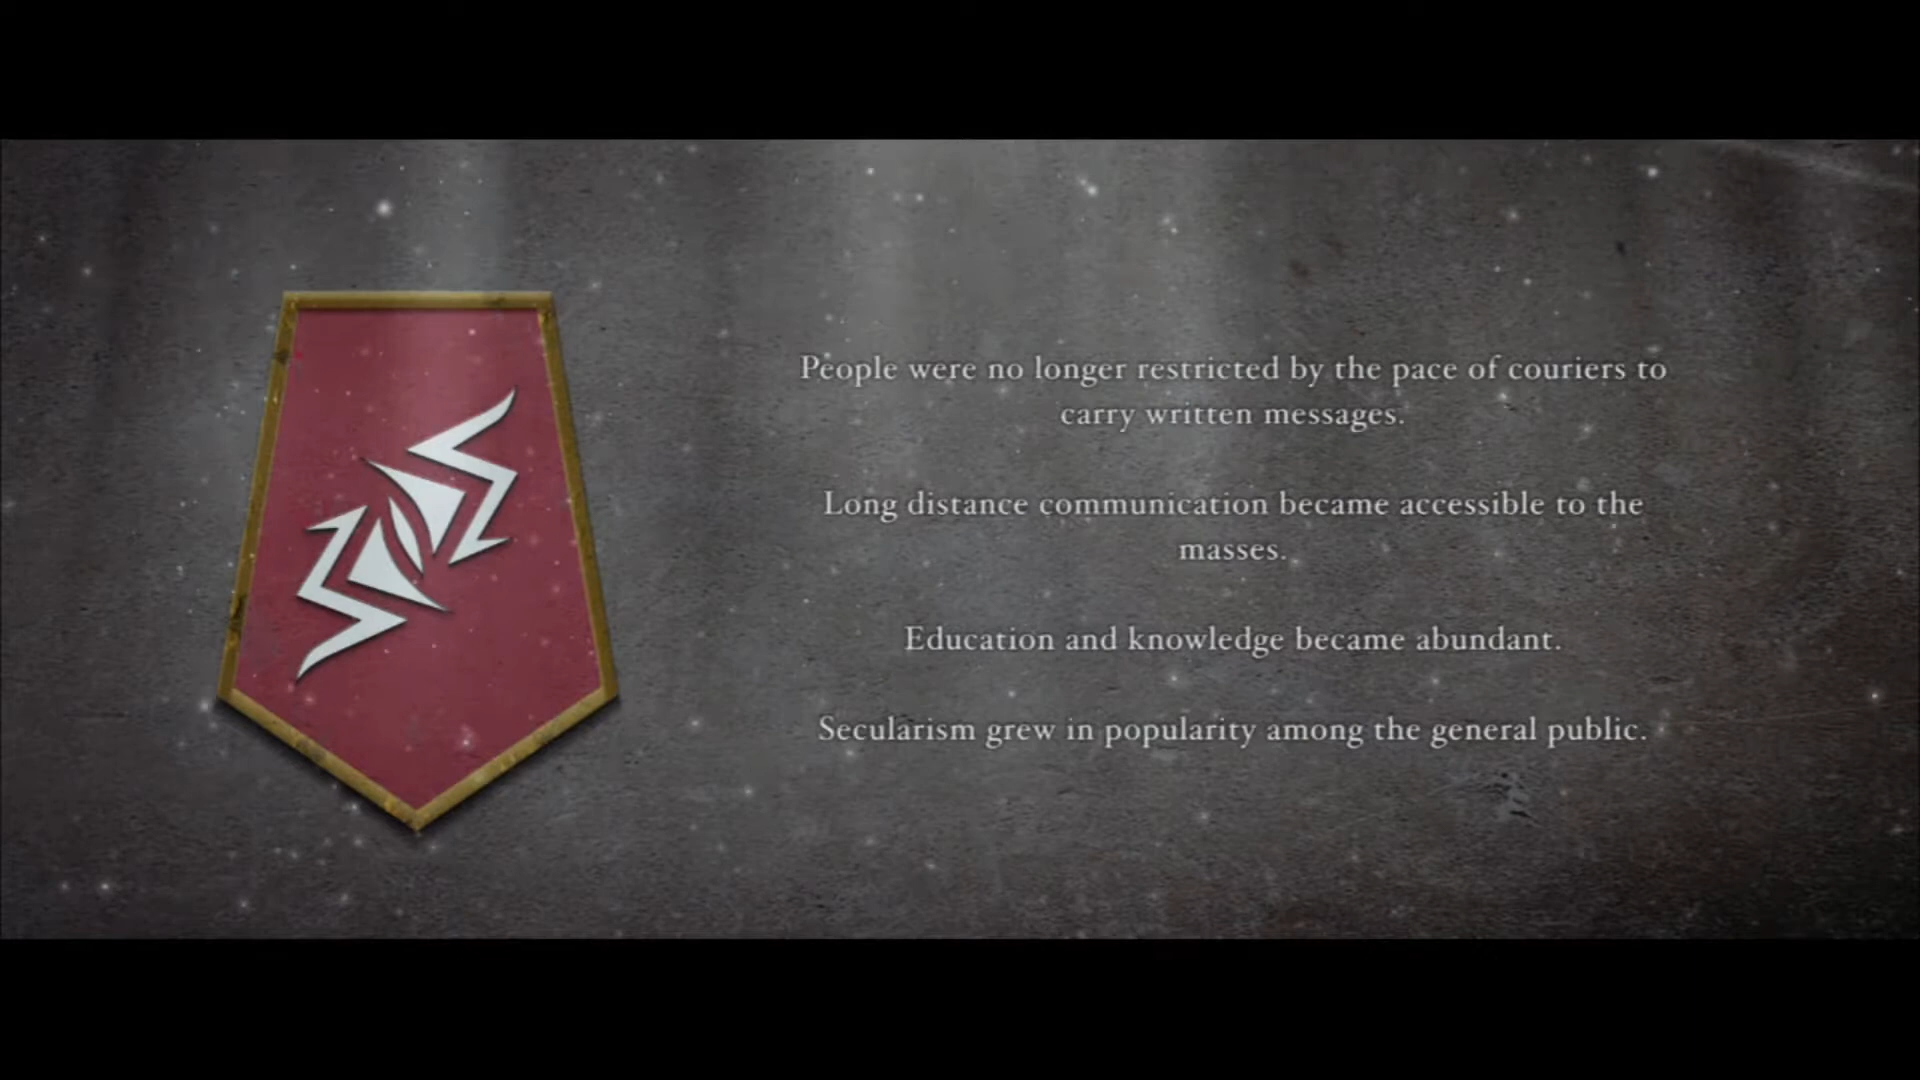 People were no longer restricted by the pace of couriers to
carry written messages.
Long distance communication became accessible to the
masses.
Education and knowledge became abundant.
Secularism grew in popularity among the general public.